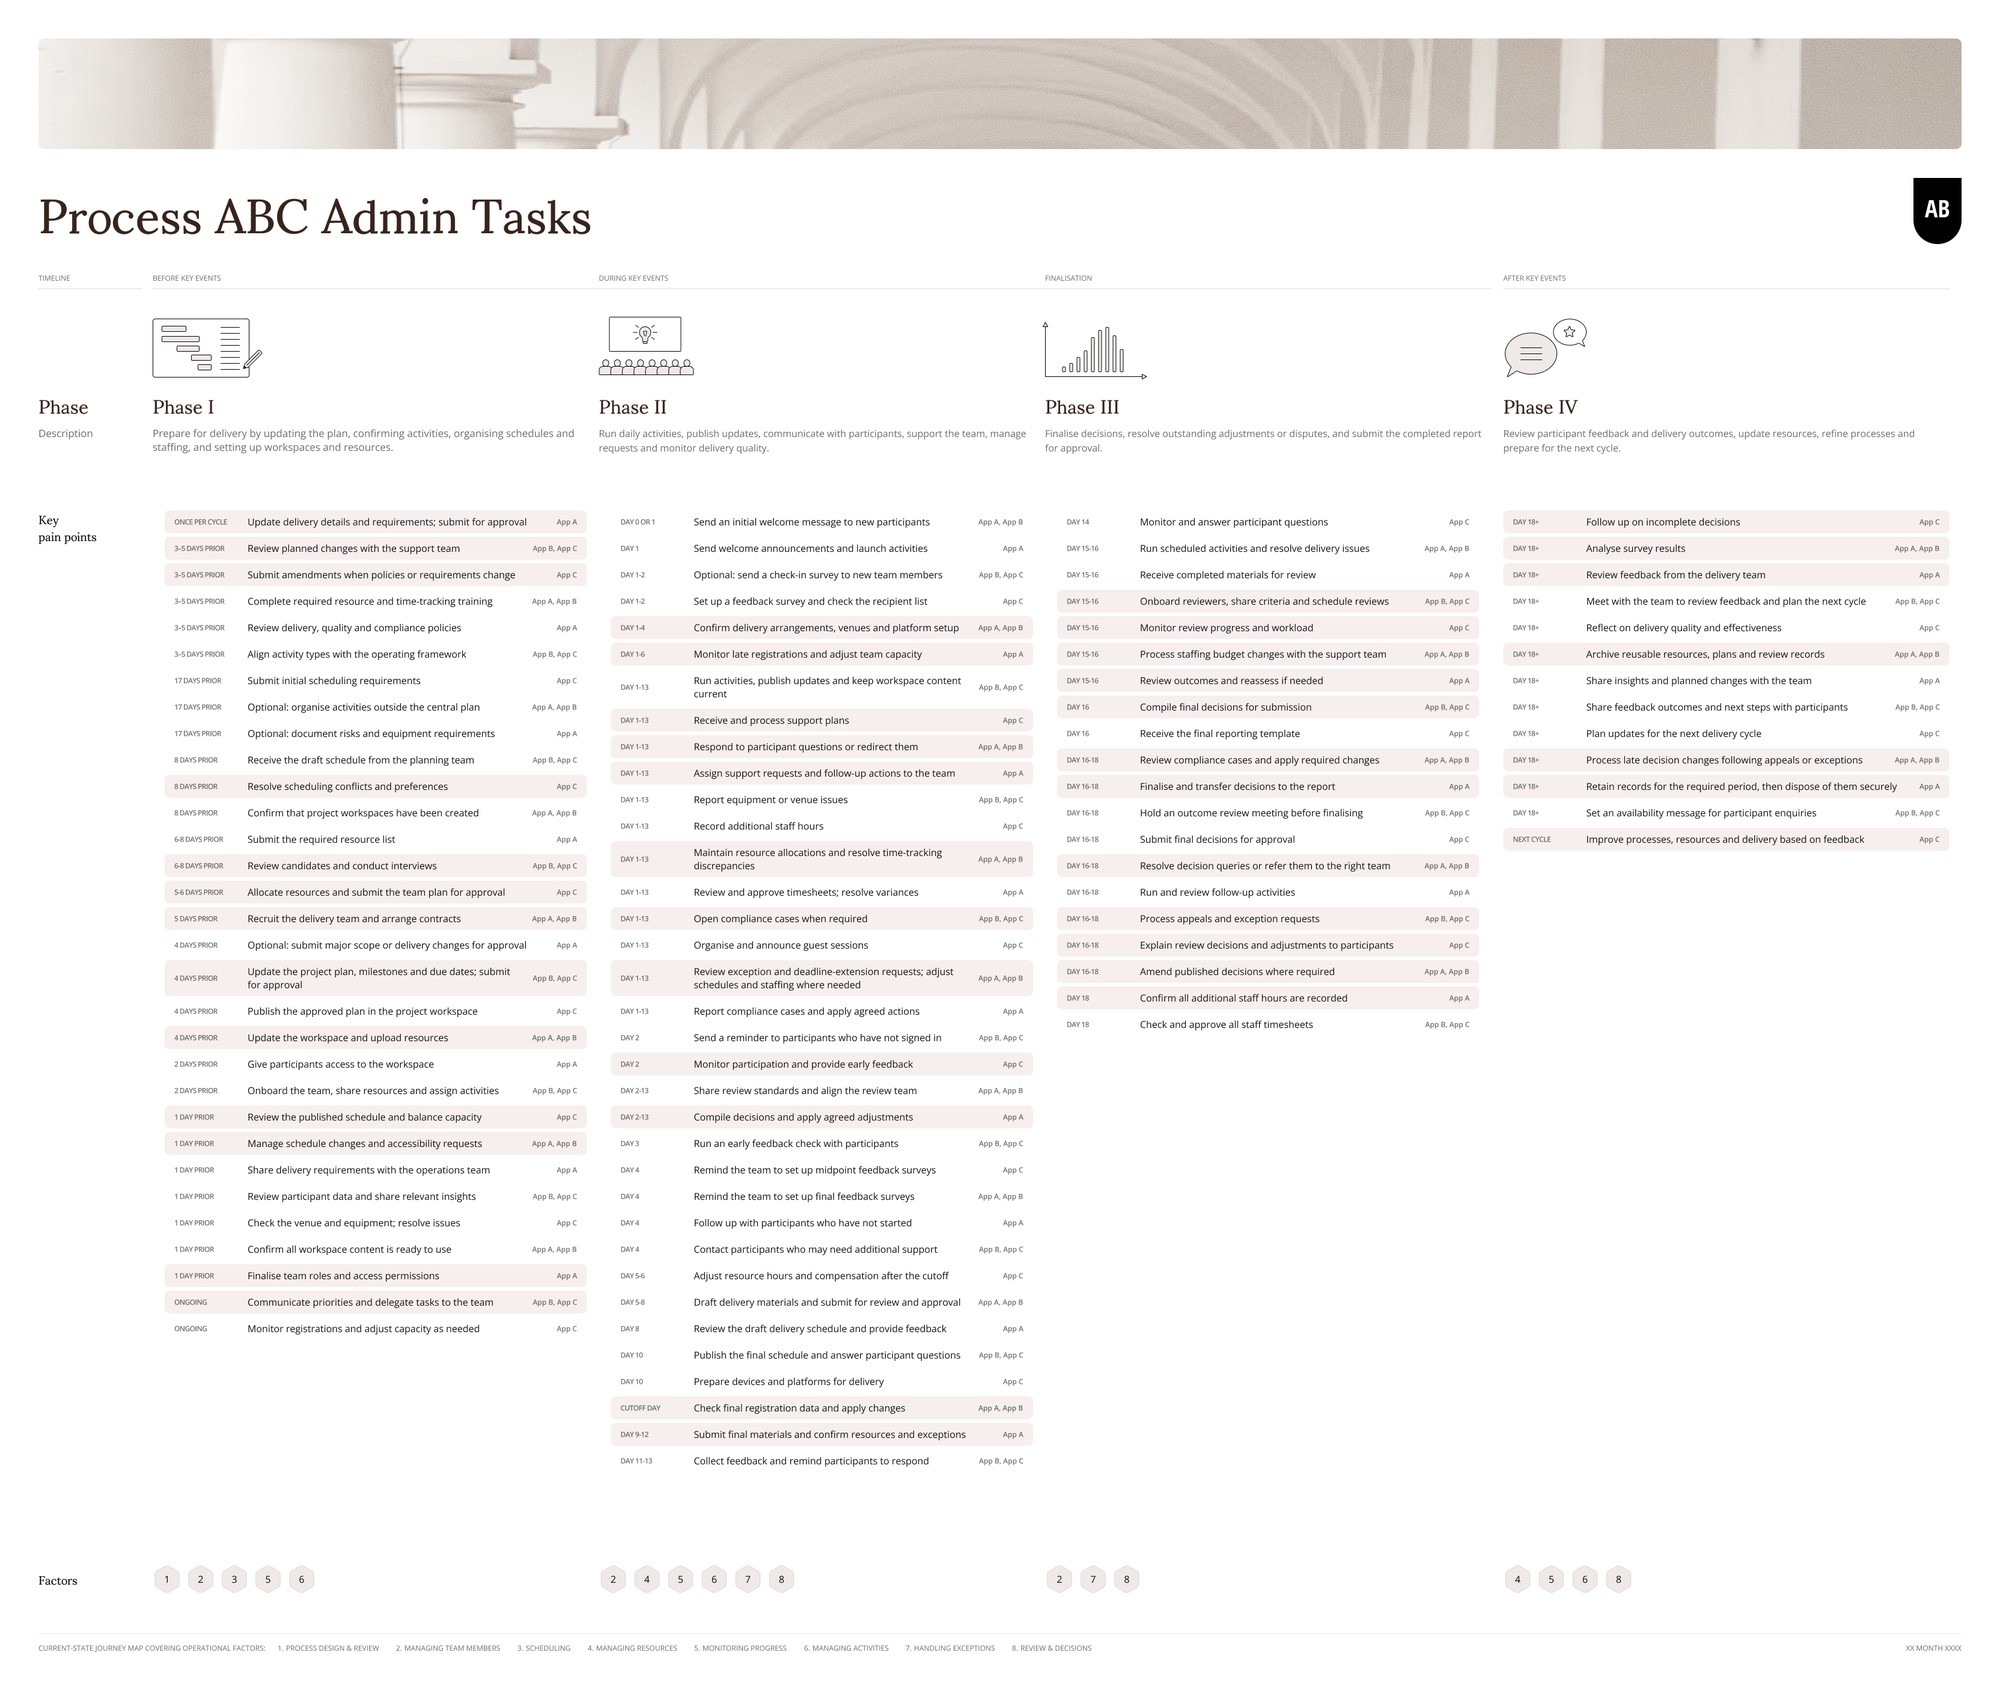 Process ABC Admin Tasks
AB
TIMELINE
BEFORE KEY EVENTS
DURING KEY EVENTS
FINALISATION
AFTER KEY EVENTS
Phase
Description
Phase I
Prepare for delivery by updating the plan, confirming activities, organising schedules and
staffing, and setting up workspaces and resources.
Phase II
Run daily activities, publish updates, communicate with participants, support the team, manage
requests and monitor delivery quality.
Phase III
Finalise decisions, resolve outstanding adjustments or disputes, and submit the completed report
for approval.
Phase IV
Review participant feedback and delivery outcomes, update resources, refine processes and
prepare for the next cycle.
Key
pain points
ONCE PER CYCLE Update delivery details and requirements; submit for approval App A
3–5 DAYS PRIOR Review planned changes with the support team App B, App C
3–5 DAYS PRIOR Submit amendments when policies or requirements change App C
3–5 DAYS PRIOR Complete required resource and time-tracking training App A, App B
3–5 DAYS PRIOR Review delivery, quality and compliance policies App A
3–5 DAYS PRIOR Align activity types with the operating framework App B, App C
17 DAYS PRIOR Submit initial scheduling requirements App C
17 DAYS PRIOR Optional: organise activities outside the central plan App A, App B
17 DAYS PRIOR Optional: document risks and equipment requirements App A
8 DAYS PRIOR Receive the draft schedule from the planning team App B, App C
8 DAYS PRIOR Resolve scheduling conflicts and preferences App C
8 DAYS PRIOR Confirm that project workspaces have been created App A, App B
6-8 DAYS PRIOR Submit the required resource list App A
6-8 DAYS PRIOR Review candidates and conduct interviews App B, App C
5-6 DAYS PRIOR Allocate resources and submit the team plan for approval App C
5 DAYS PRIOR Recruit the delivery team and arrange contracts App A, App B
4 DAYS PRIOR Optional: submit major scope or delivery changes for approval App A
4 DAYS PRIOR Update the project plan, milestones and due dates; submit
for approval App B, App C
4 DAYS PRIOR Publish the approved plan in the project workspace App C
4 DAYS PRIOR Update the workspace and upload resources App A, App B
2 DAYS PRIOR Give participants access to the workspace App A
2 DAYS PRIOR Onboard the team, share resources and assign activities App B, App C
1 DAY PRIOR Review the published schedule and balance capacity App C
1 DAY PRIOR Manage schedule changes and accessibility requests App A, App B
1 DAY PRIOR Share delivery requirements with the operations team App A
1 DAY PRIOR Review participant data and share relevant insights App B, App C
1 DAY PRIOR Check the venue and equipment; resolve issues App C
1 DAY PRIOR Confirm all workspace content is ready to use App A, App B
1 DAY PRIOR Finalise team roles and access permissions App A
ONGOING Communicate priorities and delegate tasks to the team App B, App C
ONGOING Monitor registrations and adjust capacity as needed App C
DAY 0 OR 1 Send an initial welcome message to new participants App A, App B
DAY 1 Send welcome announcements and launch activities App A
DAY 1-2 Optional: send a check-in survey to new team members App B, App C
DAY 1-2 Set up a feedback survey and check the recipient list App C
DAY 1-4 Confirm delivery arrangements, venues and platform setup App A, App B
DAY 1-6 Monitor late registrations and adjust team capacity App A
DAY 1-13 Run activities, publish updates and keep workspace content
current App B, App C
DAY 1-13 Receive and process support plans App C
DAY 1-13 Respond to participant questions or redirect them App A, App B
DAY 1-13 Assign support requests and follow-up actions to the team App A
DAY 1-13 Report equipment or venue issues App B, App C
DAY 1-13 Record additional staff hours App C
DAY 1-13 Maintain resource allocations and resolve time-tracking
discrepancies App A, App B
DAY 1-13 Review and approve timesheets; resolve variances App A
DAY 1-13 Open compliance cases when required App B, App C
DAY 1-13 Organise and announce guest sessions App C
DAY 1-13 Review exception and deadline-extension requests; adjust
schedules and staffing where needed App A, App B
DAY 1-13 Report compliance cases and apply agreed actions App A
DAY 2 Send a reminder to participants who have not signed in App B, App C
DAY 2 Monitor participation and provide early feedback App C
DAY 2-13 Share review standards and align the review team App A, App B
DAY 2-13 Compile decisions and apply agreed adjustments App A
DAY 3 Run an early feedback check with participants App B, App C
DAY 4 Remind the team to set up midpoint feedback surveys App C
DAY 4 Remind the team to set up final feedback surveys App A, App B
DAY 4 Follow up with participants who have not started App A
DAY 4 Contact participants who may need additional support App B, App C
DAY 5-6 Adjust resource hours and compensation after the cutoff App C
DAY 5-8 Draft delivery materials and submit for review and approval App A, App B
DAY 8 Review the draft delivery schedule and provide feedback App A
DAY 10 Publish the final schedule and answer participant questions App B, App C
DAY 10 Prepare devices and platforms for delivery App C
CUTOFF DAY Check final registration data and apply changes App A, App B
DAY 9-12 Submit final materials and confirm resources and exceptions App A
DAY 11-13 Collect feedback and remind participants to respond App B, App C
DAY 14 Monitor and answer participant questions App C
DAY 15-16 Run scheduled activities and resolve delivery issues App A, App B
DAY 15-16 Receive completed materials for review App A
DAY 15-16 Onboard reviewers, share criteria and schedule reviews App B, App C
DAY 15-16 Monitor review progress and workload App C
DAY 15-16 Process staffing budget changes with the support team App A, App B
DAY 15-16 Review outcomes and reassess if needed App A
DAY 16 Compile final decisions for submission App B, App C
DAY 16 Receive the final reporting template App C
DAY 16-18 Review compliance cases and apply required changes App A, App B
DAY 16-18 Finalise and transfer decisions to the report App A
DAY 16-18 Hold an outcome review meeting before finalising App B, App C
DAY 16-18 Submit final decisions for approval App C
DAY 16-18 Resolve decision queries or refer them to the right team App A, App B
DAY 16-18 Run and review follow-up activities App A
DAY 16-18 Process appeals and exception requests App B, App C
DAY 16-18 Explain review decisions and adjustments to participants App C
DAY 16-18 Amend published decisions where required App A, App B
DAY 18 Confirm all additional staff hours are recorded App A
DAY 18 Check and approve all staff timesheets App B, App C
DAY 18+ Follow up on incomplete decisions App C
DAY 18+ Analyse survey results App A, App B
DAY 18+ Review feedback from the delivery team App A
DAY 18+ Meet with the team to review feedback and plan the next cycle App B, App C
DAY 18+ Reflect on delivery quality and effectiveness App C
DAY 18+ Archive reusable resources, plans and review records App A, App B
DAY 18+ Share insights and planned changes with the team App A
DAY 18+ Share feedback outcomes and next steps with participants App B, App C
DAY 18+ Plan updates for the next delivery cycle App C
DAY 18+ Process late decision changes following appeals or exceptions App A, App B
DAY 18+ Retain records for the required period, then dispose of them securely App A
DAY 18+ Set an availability message for participant enquiries App B, App C
NEXT CYCLE Improve processes, resources and delivery based on feedback App C
Factors
1 2 3 5 6
2 4 5 6 7 8
2 7 8
4 5 6 8
CURRENT-STATE JOURNEY MAP COVERING OPERATIONAL FACTORS: 1. PROCESS DESIGN & REVIEW 2. MANAGING TEAM MEMBERS 3. SCHEDULING 4. MANAGING RESOURCES 5. MONITORING PROGRESS 6. MANAGING ACTIVITIES 7. HANDLING EXCEPTIONS 8. REVIEW & DECISIONS
XX MONTH XXXX